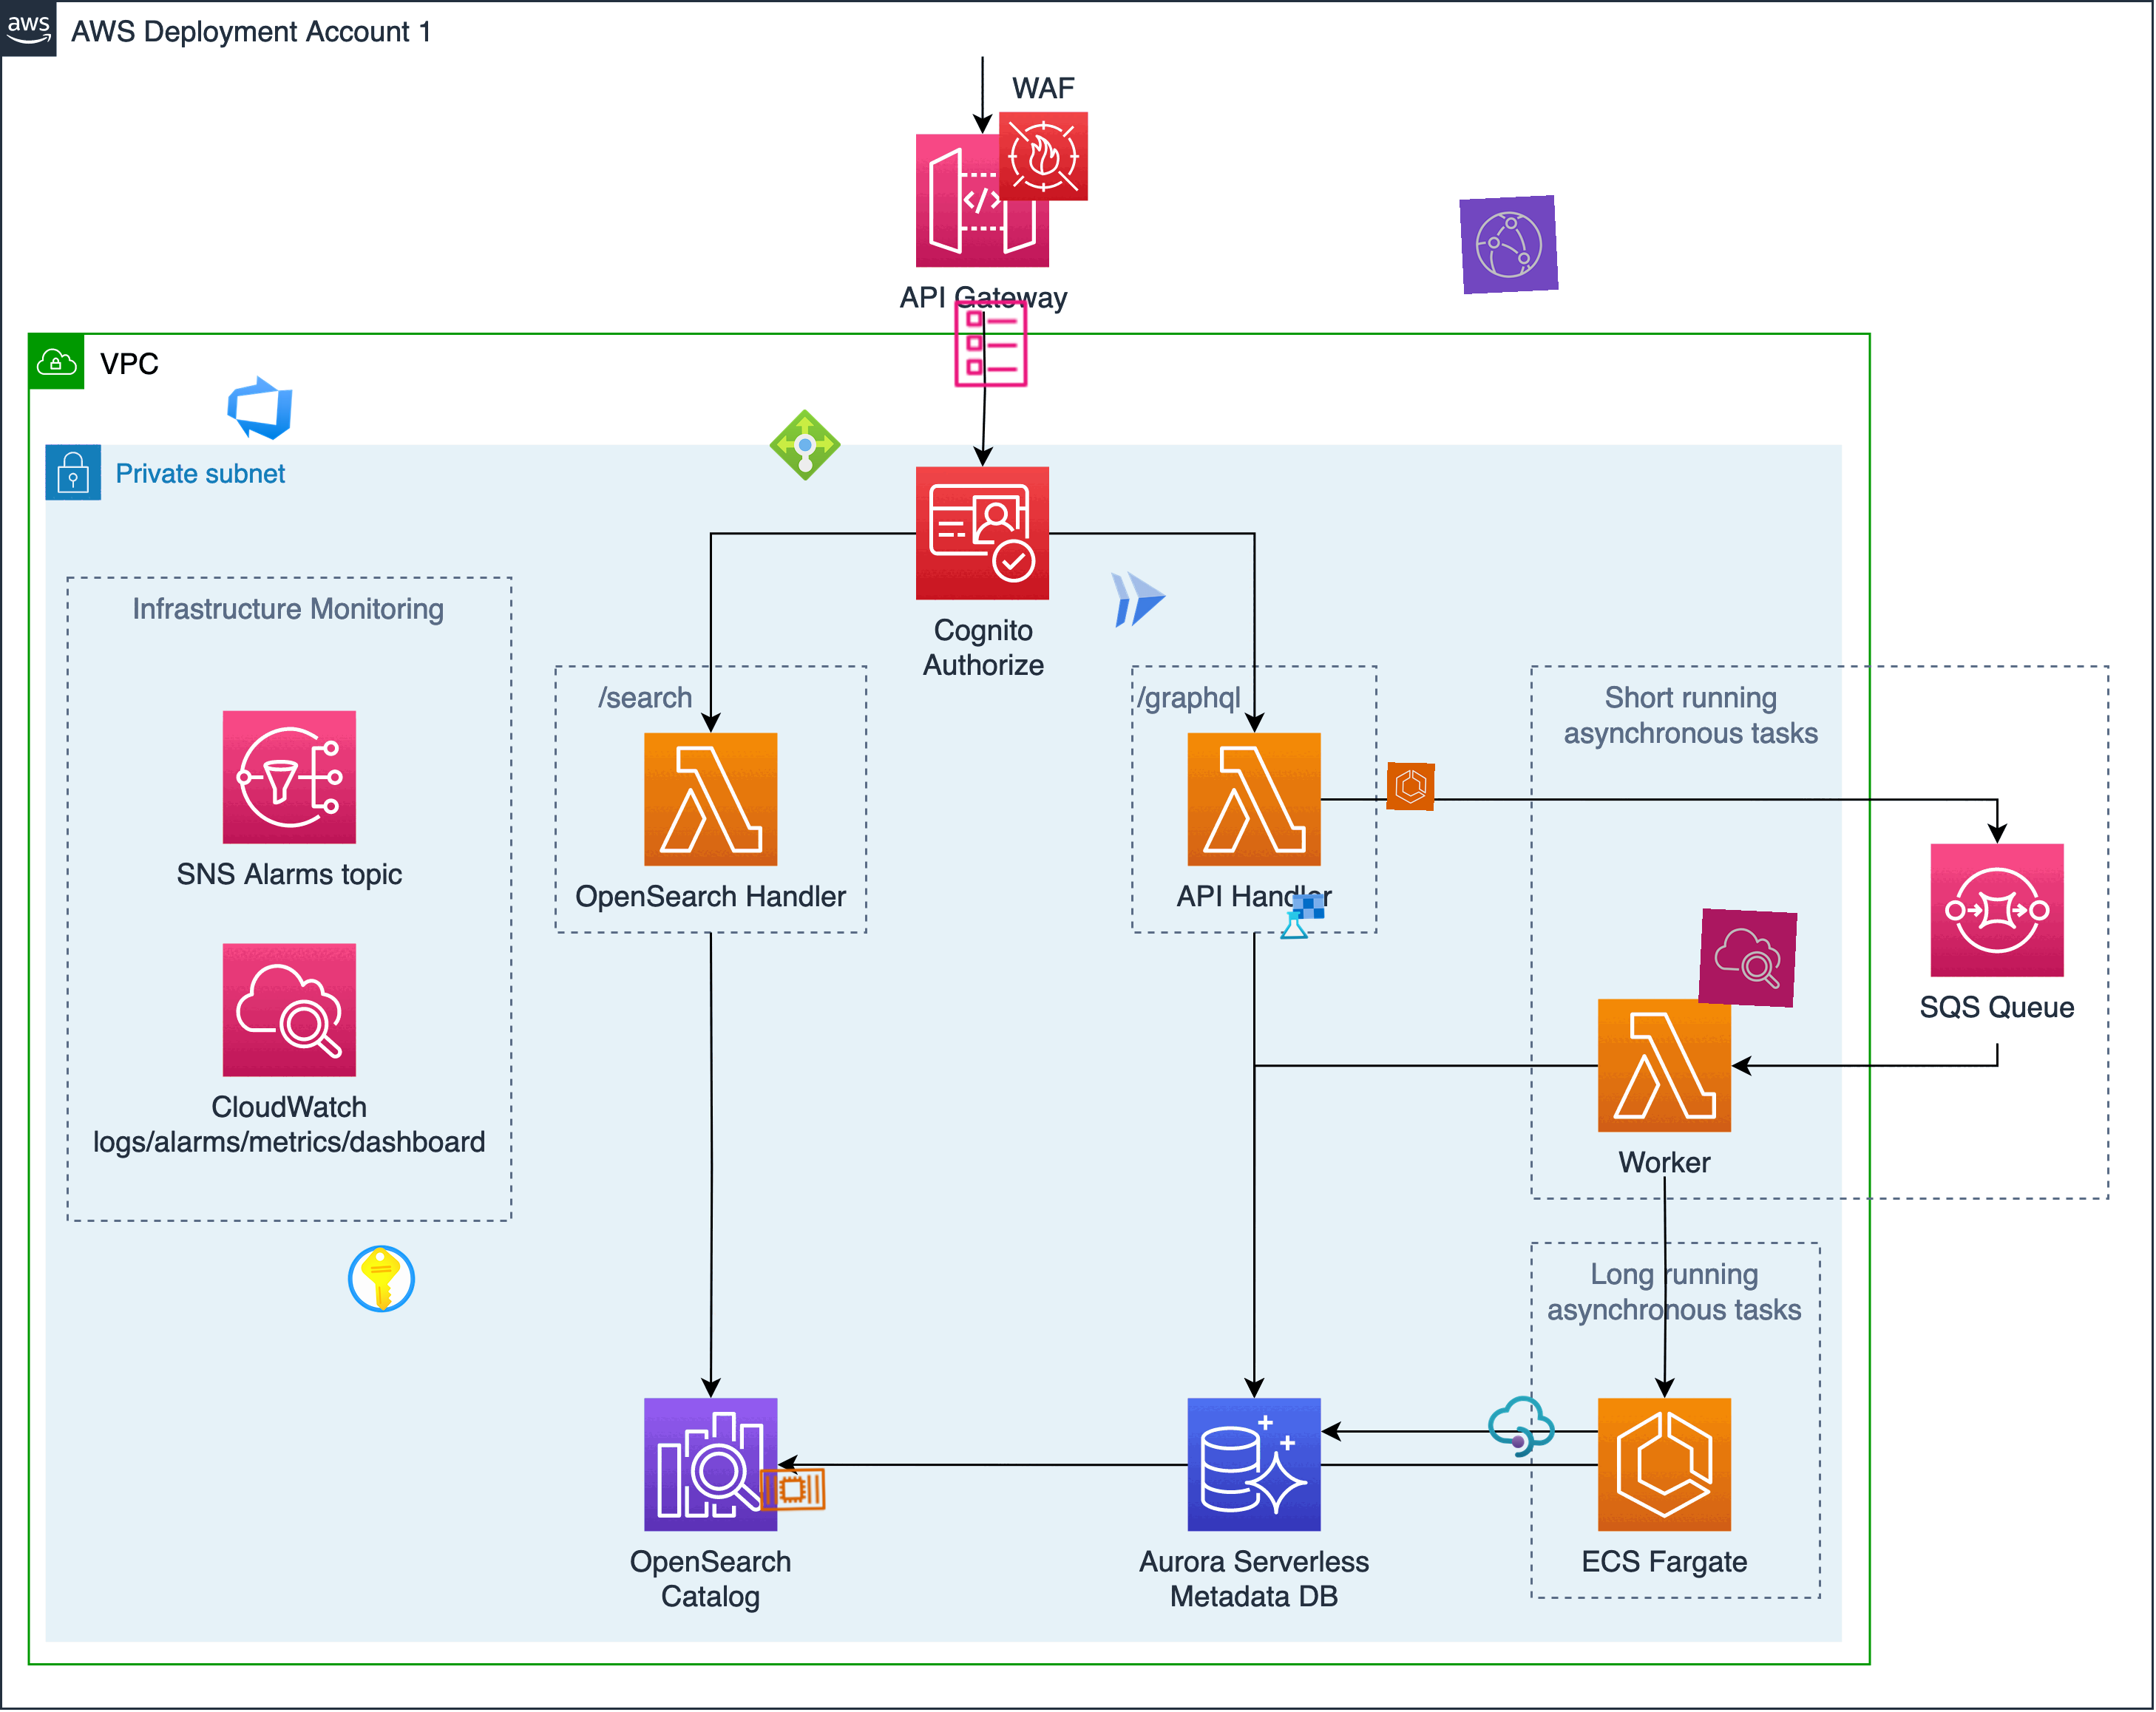 aws
AWS Deployment Account 1
WAF
API Gateway
VPC
Private subnet
Cognito
Authorize
Infrastructure Monitoring
/search
/graphql
Short running
asynchronous tasks
SNS Alarms topic
OpenSearch Handler
API Handler
SQS Queue
CloudWatch
logs/alarms/metrics/dashboard
Worker
Long running
asynchronous tasks
OpenSearch
Catalog
Aurora Serverless
Metadata DB
ECS Fargate